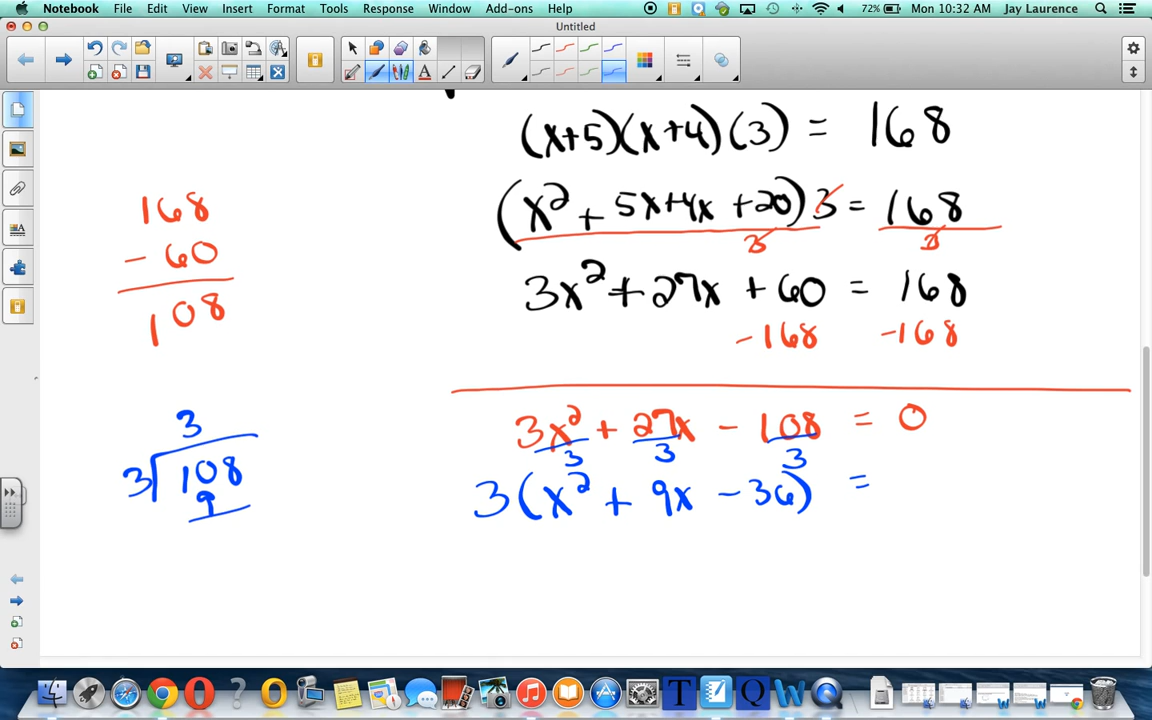 Notebook File Edit View Insert Format Tools Response Window Add-ons Help 72% Mon 10:32 AM Jay Laurence
Untitled
(x+5)(x+4)(3) = 168
(x² + 5x+4x +20)3 = 168
3 3
3x² + 27x + 60 = 168
-168 -168
3x² + 27x - 108 = 0
3 3 3
3(x² + 9x - 36) =
168
- 60
108
3
3 108
9